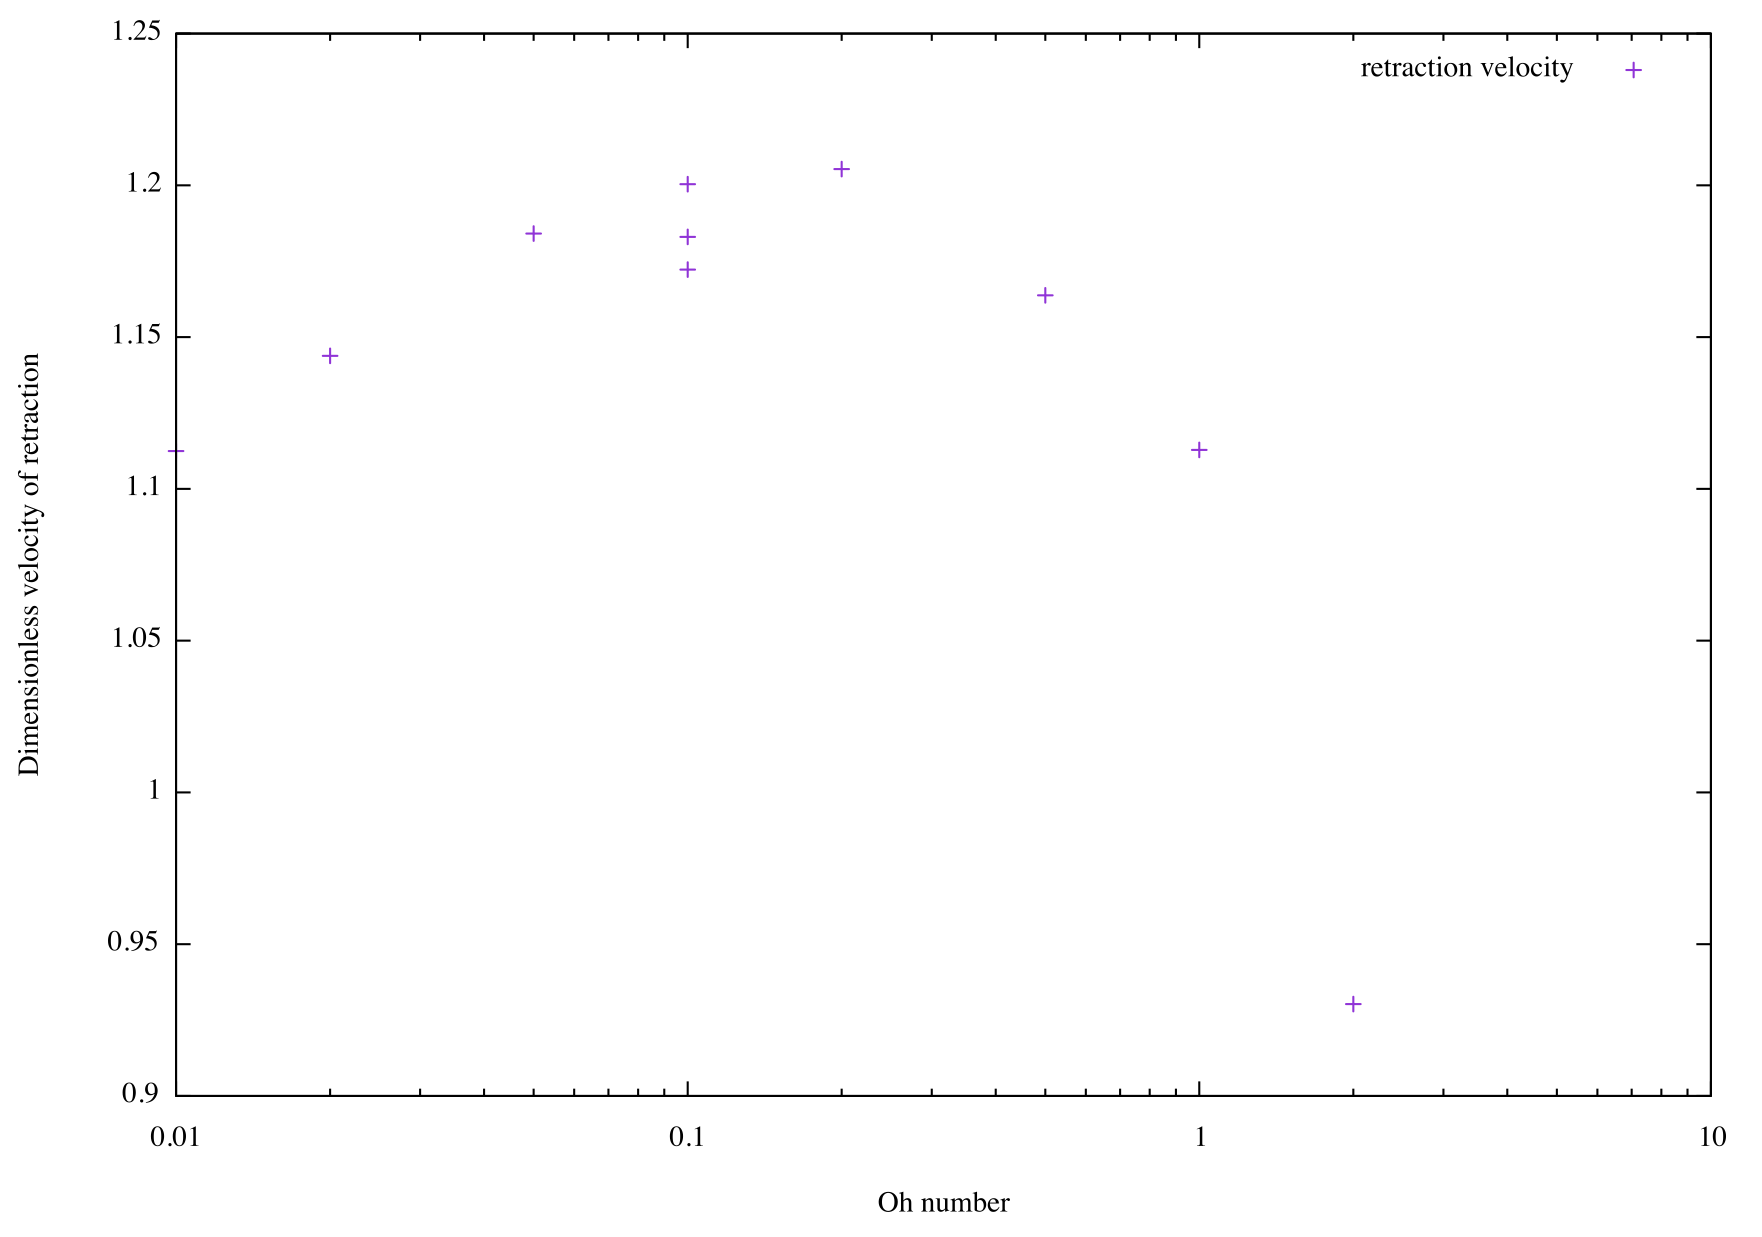 1.25
retraction velocity
1.2
1.15
1.1
1.05
1
0.95
0.9
Dimensionless velocity of retraction
0.01 0.1 1 10
Oh number